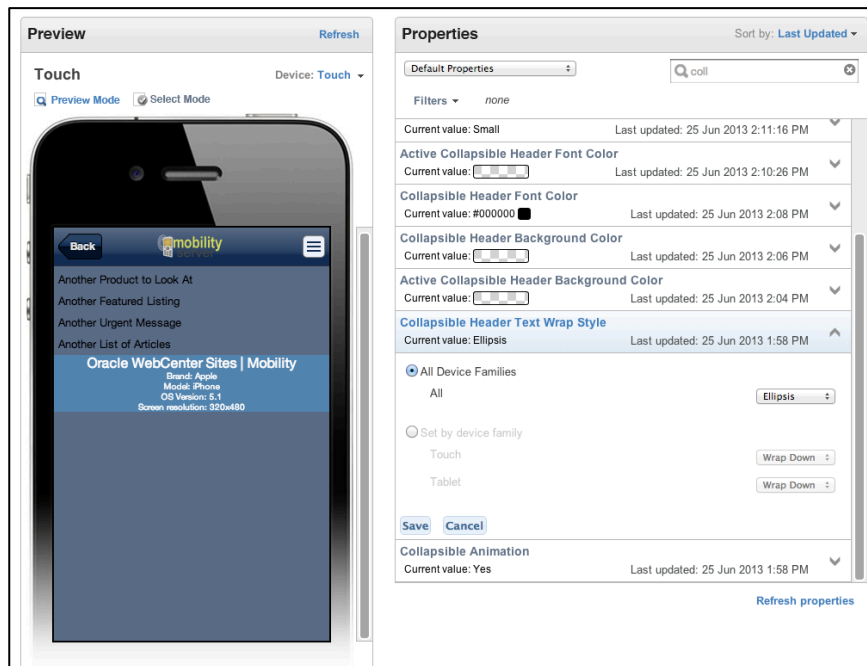 Preview
Refresh
Touch
Device: Touch
Preview Mode
Select Mode
Back
mobility
server
Another Product to Look At
Another Featured Listing
Another Urgent Message
Another List of Articles
Oracle WebCenter Sites | Mobility
Brand: Apple
Model: iPhone
OS Version: 5.1
Screen resolution: 320x480
Properties
Sort by: Last Updated
Default Properties
coll
Filters
none
Current value: Small
Last updated: 25 Jun 2013 2:11:16 PM
Active Collapsible Header Font Color
Current value:
Last updated: 25 Jun 2013 2:10:26 PM
Collapsible Header Font Color
Current value: #000000
Last updated: 25 Jun 2013 2:08 PM
Collapsible Header Background Color
Current value:
Last updated: 25 Jun 2013 2:06 PM
Active Collapsible Header Background Color
Current value:
Last updated: 25 Jun 2013 2:04 PM
Collapsible Header Text Wrap Style
Current value: Ellipsis
Last updated: 25 Jun 2013 1:58 PM
All Device Families
All
Ellipsis
Set by device family
Touch
Wrap Down
Tablet
Wrap Down
Save
Cancel
Collapsible Animation
Current value: Yes
Last updated: 25 Jun 2013 1:58 PM
Refresh properties